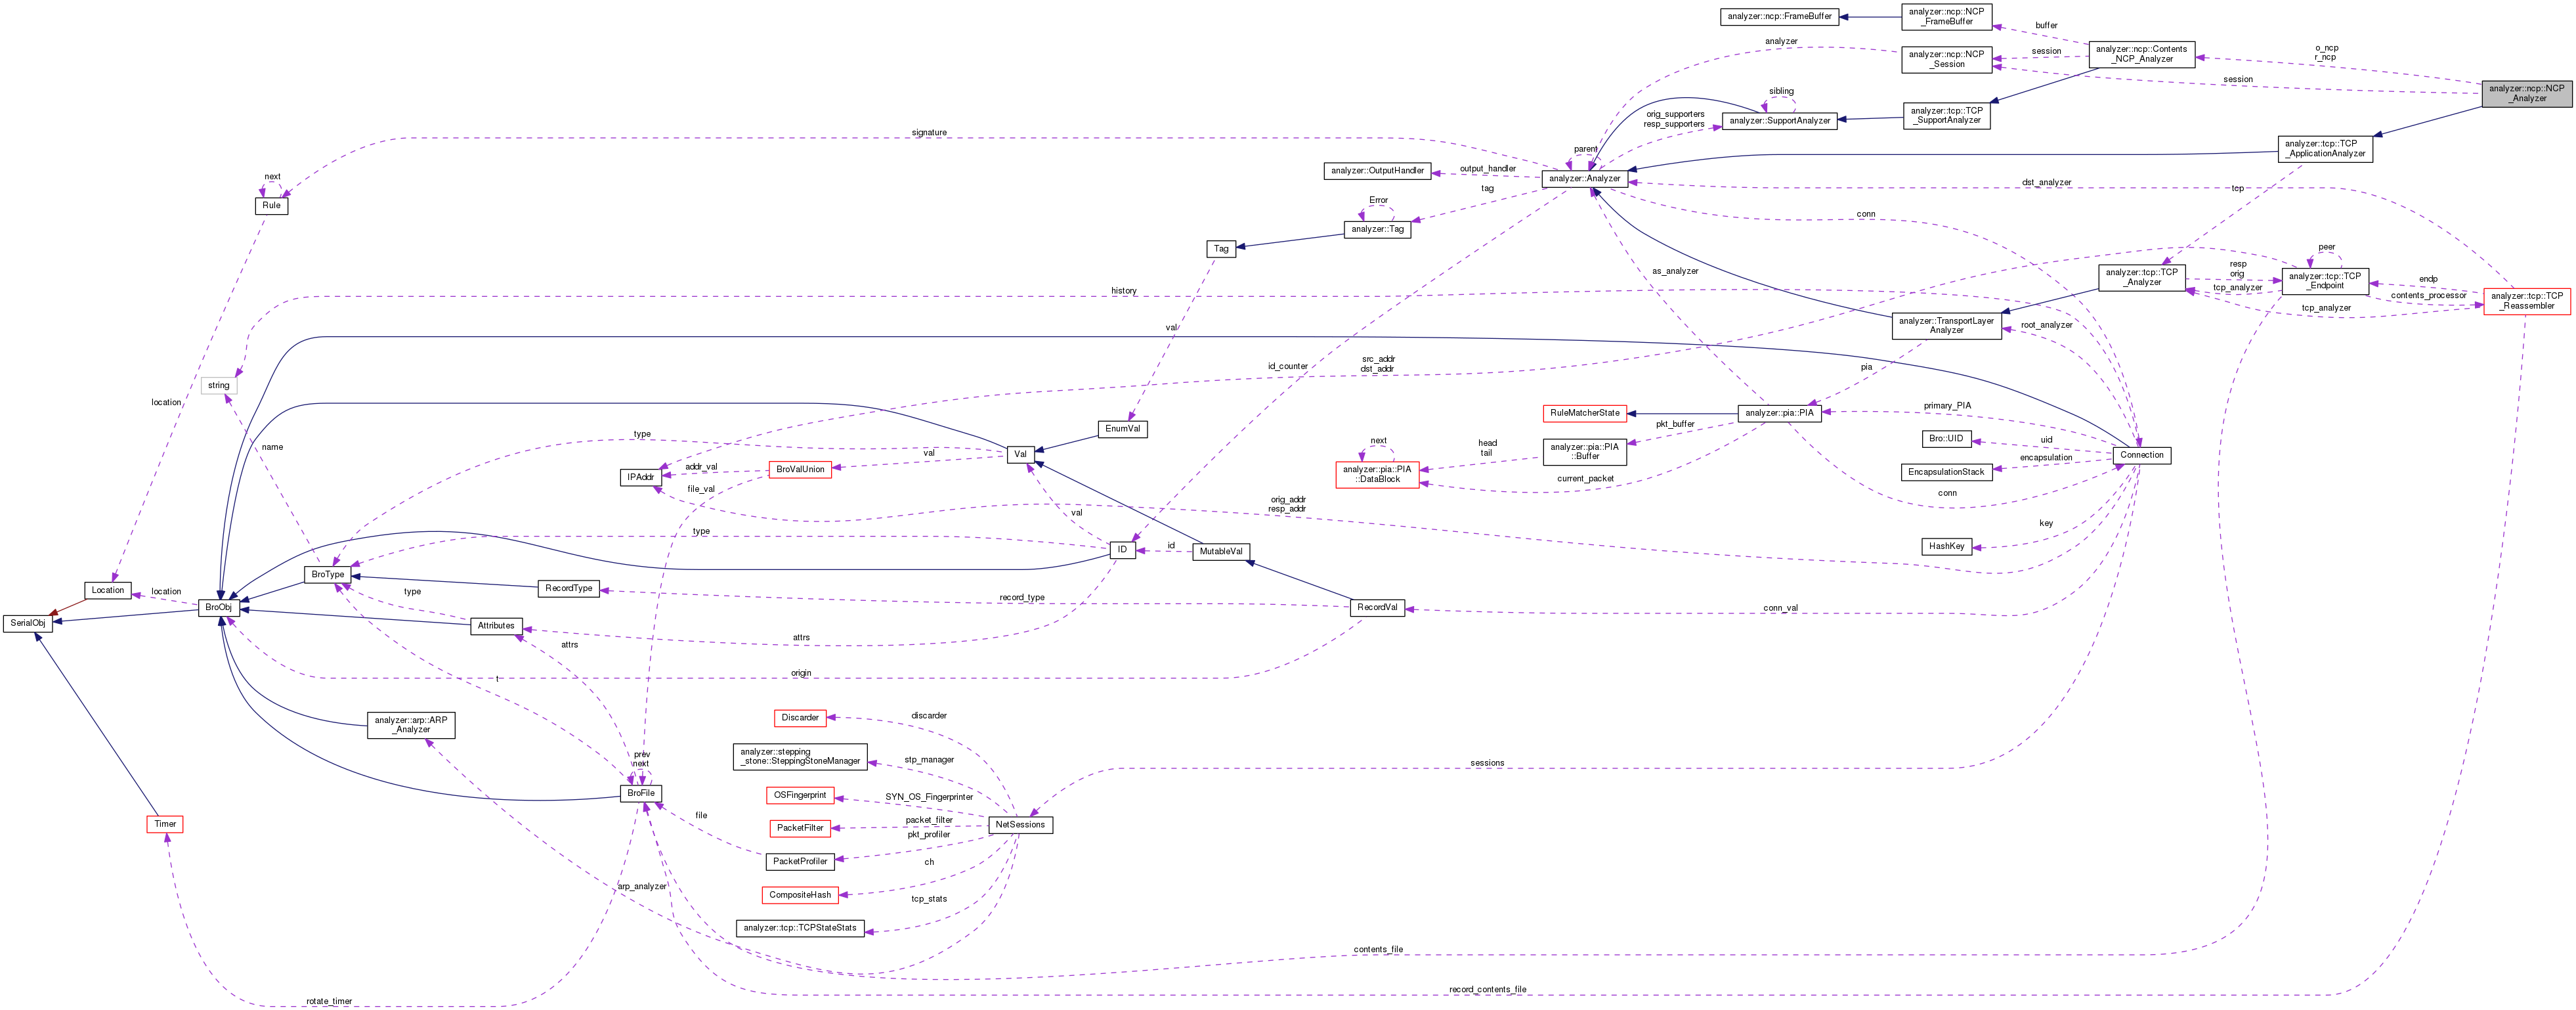 analyzer::ncp::FrameBuffer
analyzer::ncp::NCP
_FrameBuffer
buffer
analyzer
analyzer::ncp::NCP
_Session
session
analyzer::ncp::Contents
_NCP_Analyzer
o_ncp
r_ncp
session
analyzer::ncp::NCP
_Analyzer
sibling
analyzer::SupportAnalyzer
orig_supporters
resp_supporters
analyzer::tcp::TCP
_SupportAnalyzer
analyzer::tcp::TCP
_ApplicationAnalyzer
signature
parent
analyzer::OutputHandler
output_handler
analyzer::Analyzer
next
Rule
tag
dst_analyzer
tcp
Error
analyzer::Tag
conn
Tag
as_analyzer
peer
analyzer::tcp::TCP
_Analyzer
resp
orig
tcp_analyzer
analyzer::tcp::TCP
_Endpoint
endp
contents_processor
analyzer::tcp::TCP
_Reassembler
tcp_analyzer
history
val
analyzer::TransportLayer
Analyzer
root_analyzer
id_counter
src_addr
dst_addr
pia
string
location
RuleMatcherState
analyzer::pia::PIA
primary_PIA
EnumVal
pkt_buffer
name
type
Val
val
BroValUnion
addr_val
IPAddr
file_val
next
head
tail
analyzer::pia::PIA
::DataBlock
analyzer::pia::PIA
::Buffer
current_packet
Bro::UID
uid
encapsulation
EncapsulationStack
Connection
conn
orig_addr
resp_addr
val
type
ID
id
MutableVal
key
HashKey
BroType
RecordType
record_type
RecordVal
conn_val
Location
location
type
BroObj
SerialObj
Attributes
attrs
attrs
origin
t
analyzer::arp::ARP
_Analyzer
Discarder
discarder
analyzer::stepping
_stone::SteppingStoneManager
stp_manager
sessions
prev
next
BroFile
OSFingerprint
SYN_OS_Fingerprinter
PacketFilter
packet_filter
NetSessions
Timer
file
pkt_profiler
PacketProfiler
ch
arp_analyzer
CompositeHash
tcp_stats
analyzer::tcp::TCPStateStats
contents_file
record_contents_file
rotate_timer